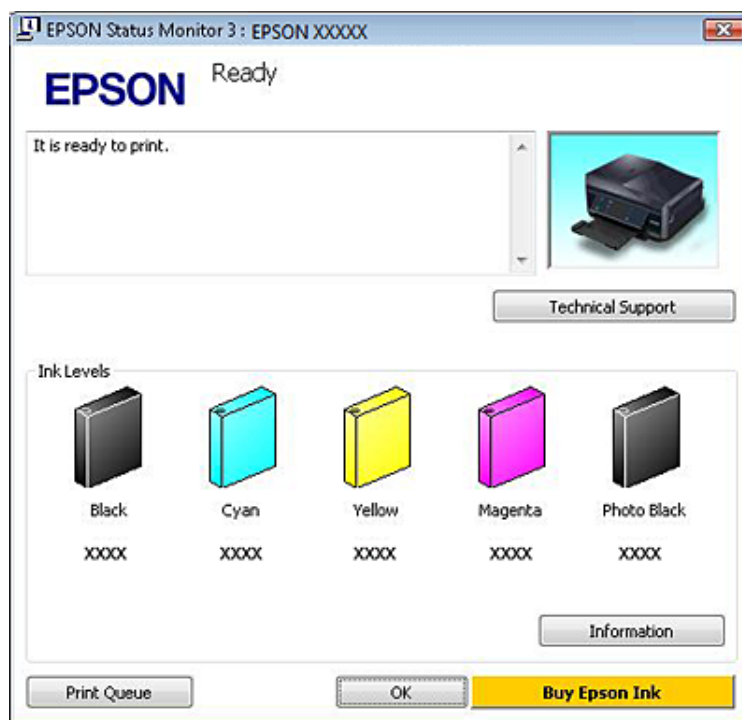 EPSON Status Monitor 3 : EPSON XXXXX
EPSON
Ready
It is ready to print.
Technical Support
Ink Levels
Black Cyan Yellow Magenta Photo Black
XXXX XXXX XXXX XXXX XXXX
Information
Print Queue OK Buy Epson Ink